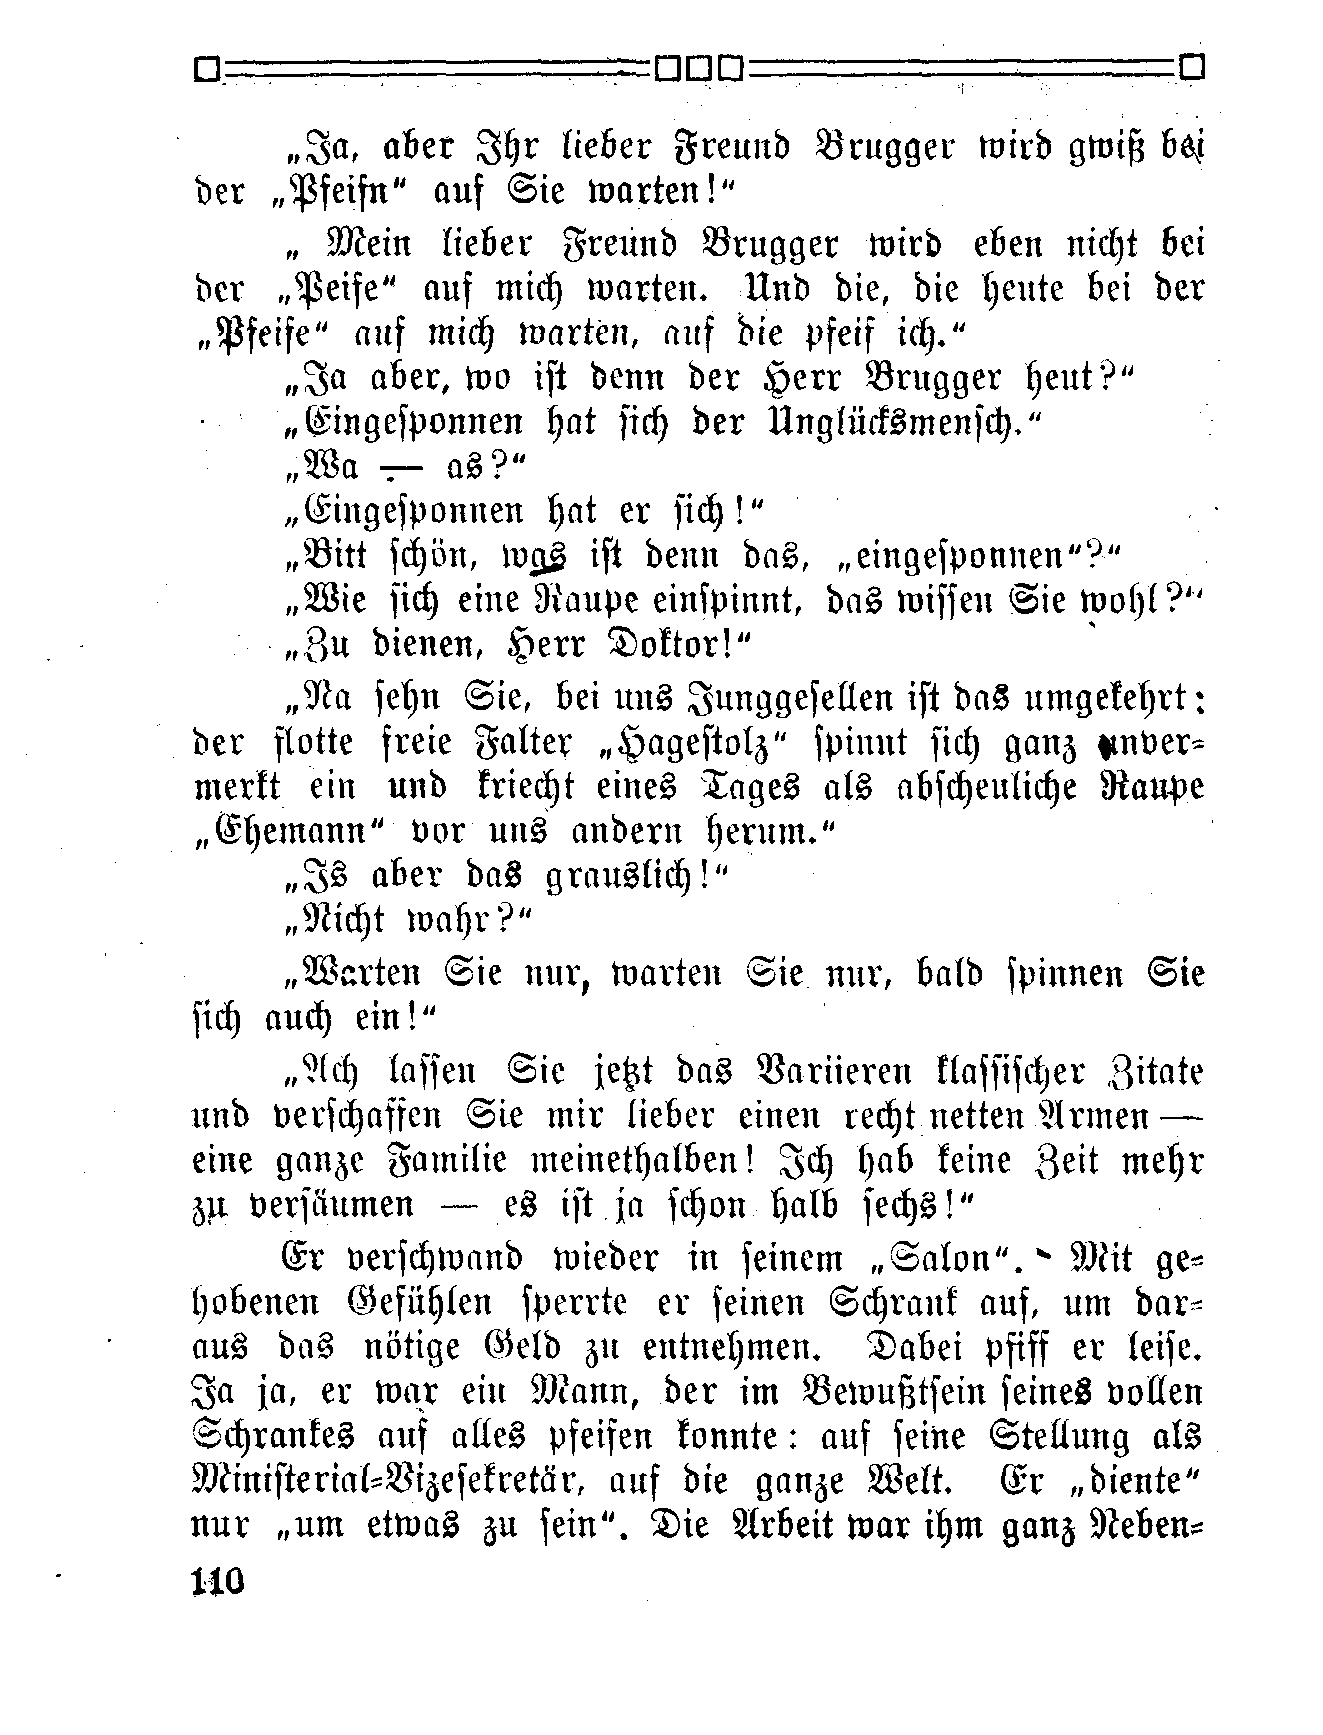 „Ja, aber Ihr lieber Freund Brugger wird gwiß bei
der „Pfeifn“ auf Sie warten!“
„ Mein lieber Freund Brugger wird eben nicht bei
der „Peife“ auf mich warten. Und die, die heute bei der
„Pfeife“ auf mich warten, auf die pfeif ich.“
„Ja aber, wo ist denn der Herr Brugger heut?“
„Eingesponnen hat sich der Unglücksmensch.“
„Wa — as?“
„Eingesponnen hat er sich!“
„Bitt schön, was ist denn das, „eingesponnen“?“
„Wie sich eine Raupe einspinnt, das wissen Sie wohl?“
„Zu dienen, Herr Doktor!“
„Na sehn Sie, bei uns Junggesellen ist das umgekehrt:
der flotte freie Falter „Hagestolz“ spinnt sich ganz unver-
merkt ein und kriecht eines Tages als abscheuliche Raupe
„Ehemann“ vor uns andern herum.“
„Is aber das grauslich!“
„Nicht wahr?“
„Warten Sie nur, warten Sie nur, bald spinnen Sie
sich auch ein!“
„Ach lassen Sie jetzt das Variieren klassischer Zitate
und verschaffen Sie mir lieber einen recht netten Armen —
eine ganze Familie meinethalben! Ich hab keine Zeit mehr
zu versäumen — es ist ja schon halb sechs!“
Er verschwand wieder in seinem „Salon“. Mit ge-
hobenen Gefühlen sperrte er seinen Schrank auf, um dar-
aus das nötige Geld zu entnehmen. Dabei pfiff er leise.
Ja ja, er war ein Mann, der im Bewußtsein seines vollen
Schrankes auf alles pfeifen konnte: auf seine Stellung als
Ministerial-Vizesekretär, auf die ganze Welt. Er „diente“
nur „um etwas zu sein“. Die Arbeit war ihm ganz Neben-
110